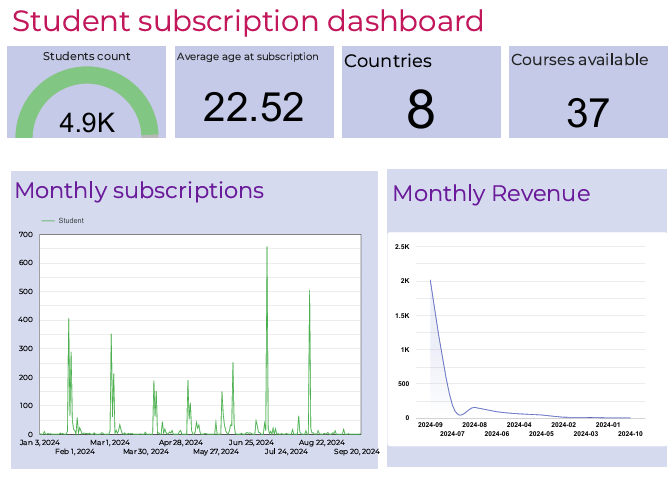 Student subscription dashboard
Students count
4.9K
Average age at subscription
22.52
Countries
8
Courses available
37
Monthly subscriptions
Student
700
600
500
400
300
200
100
0
Jan 3, 2024 Mar 1, 2024 Apr 28, 2024 Jun 25, 2024 Aug 22, 2024
Feb 1, 2024 Mar 30, 2024 May 27, 2024 Jul 24, 2024 Sep 20, 2024
Monthly Revenue
2.5K
2K
1.5K
1K
500
0
2024-09 2024-08 2024-04 2024-02 2024-01
2024-07 2024-06 2024-05 2024-03 2024-10